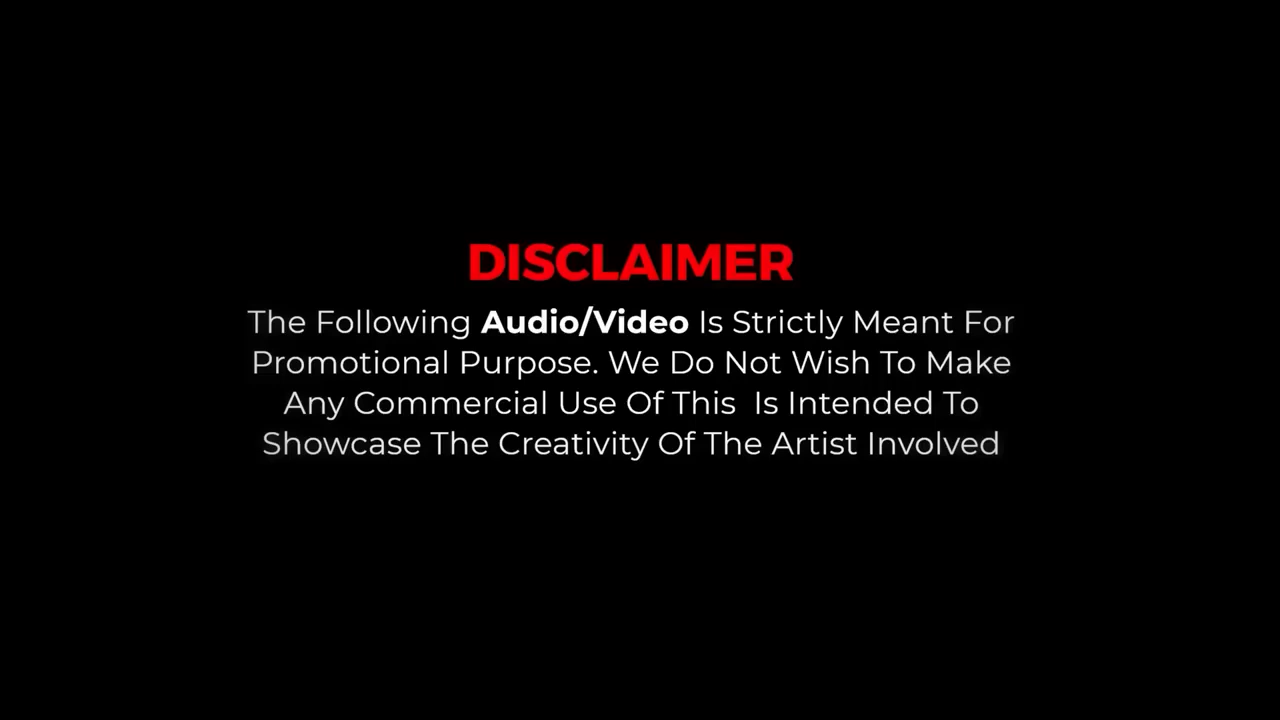 DISCLAIMER
The Following Audio/Video Is Strictly Meant For
Promotional Purpose. We Do Not Wish To Make
Any Commercial Use Of This  Is Intended To
Showcase The Creativity Of The Artist Involved